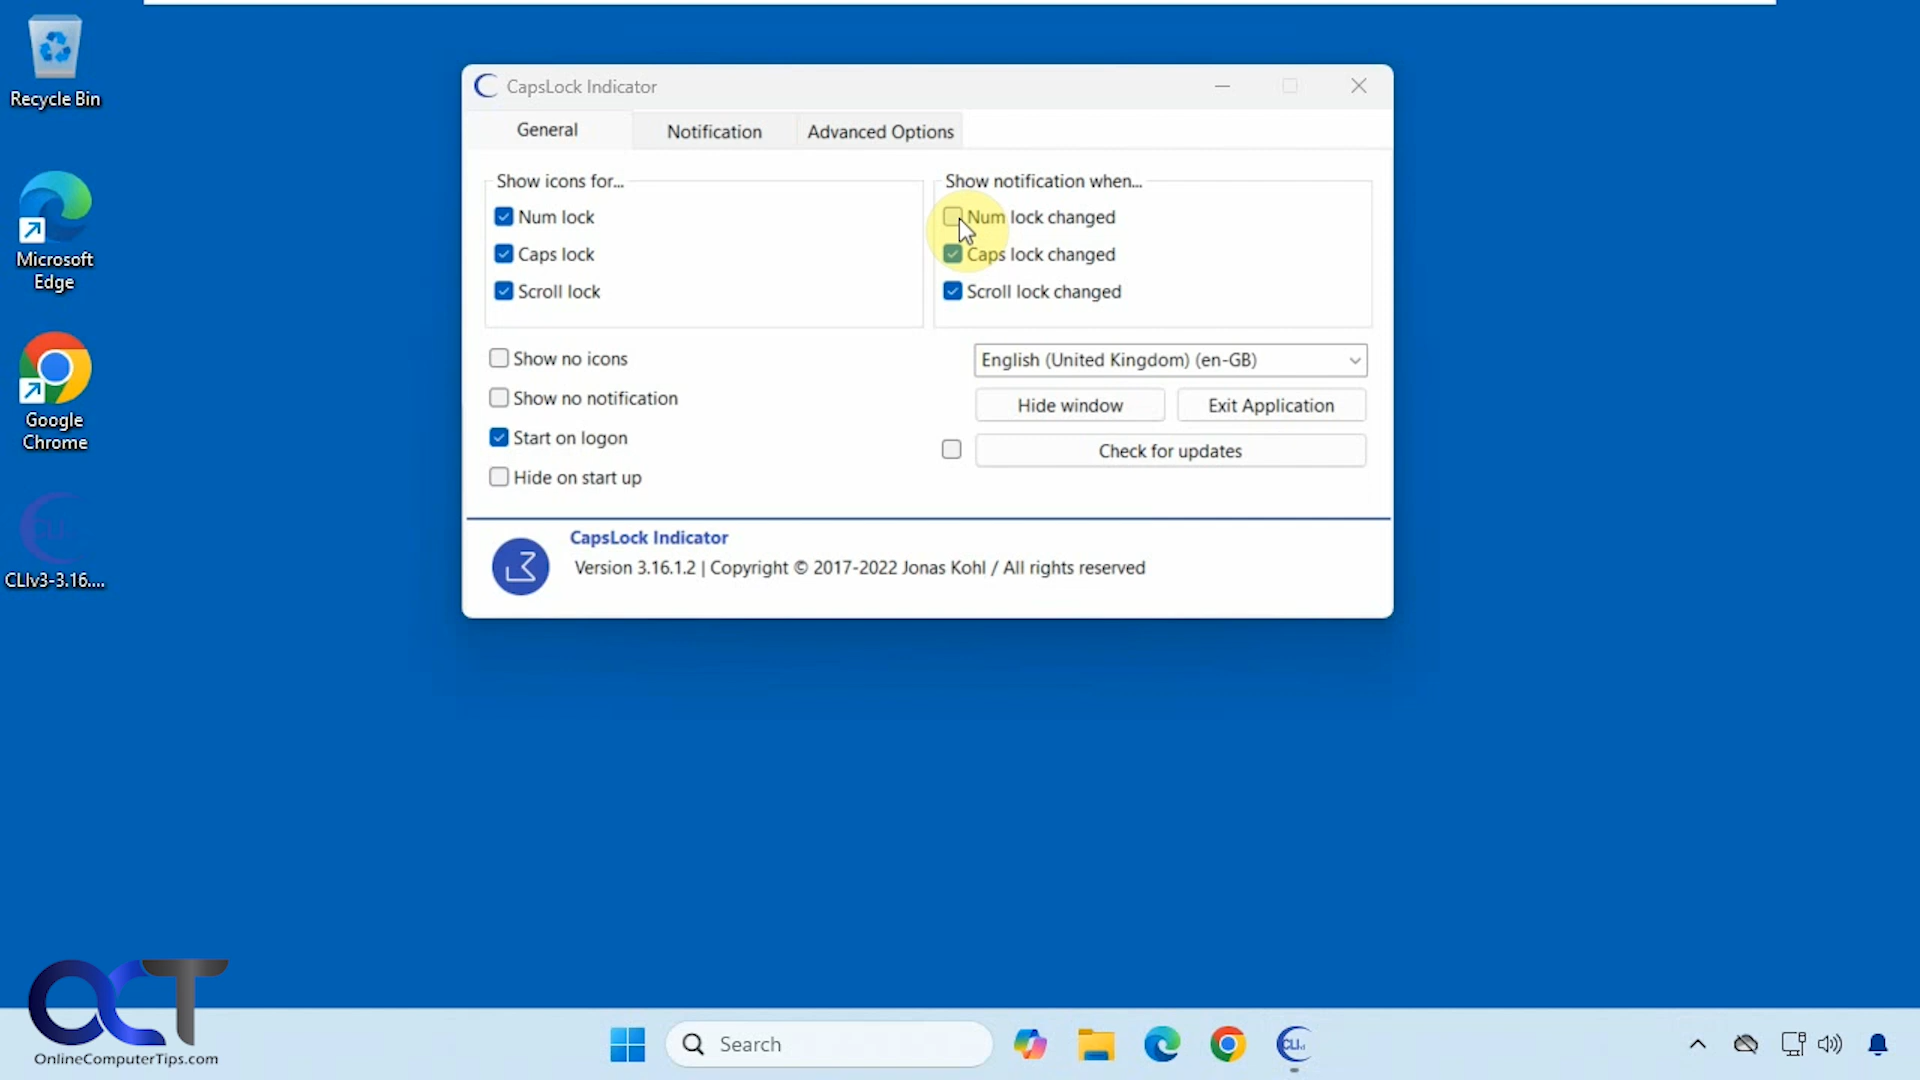 Recycle Bin
Microsoft
Edge
Google
Chrome
CLI
CLIv3-3.16....
CapsLock Indicator
General
Notification
Advanced Options
Show icons for...
Num lock
Caps lock
Scroll lock
Show notification when...
Num lock changed
Caps lock changed
Scroll lock changed
Show no icons
Show no notification
Start on logon
Hide on start up
English (United Kingdom) (en-GB)
Hide window
Exit Application
Check for updates
CapsLock Indicator
Version 3.16.1.2 | Copyright © 2017-2022 Jonas Kohl / All rights reserved
OCT
OnlineComputerTips.com
Search
CLI